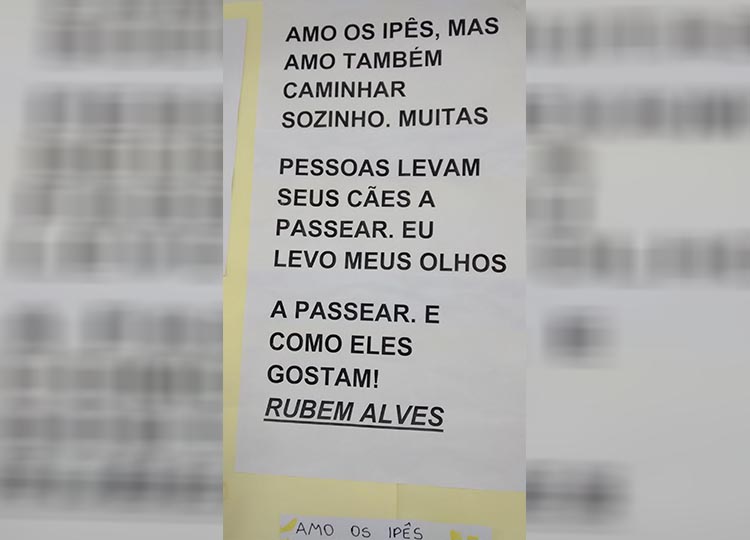 AMO OS IPÊS, MAS
AMO TAMBÉM
CAMINHAR
SOZINHO. MUITAS
PESSOAS LEVAM
SEUS CÃES A
PASSEAR. EU
LEVO MEUS OLHOS
A PASSEAR. E
COMO ELES
GOSTAM!
RUBEM ALVES
AMO OS IPÊS